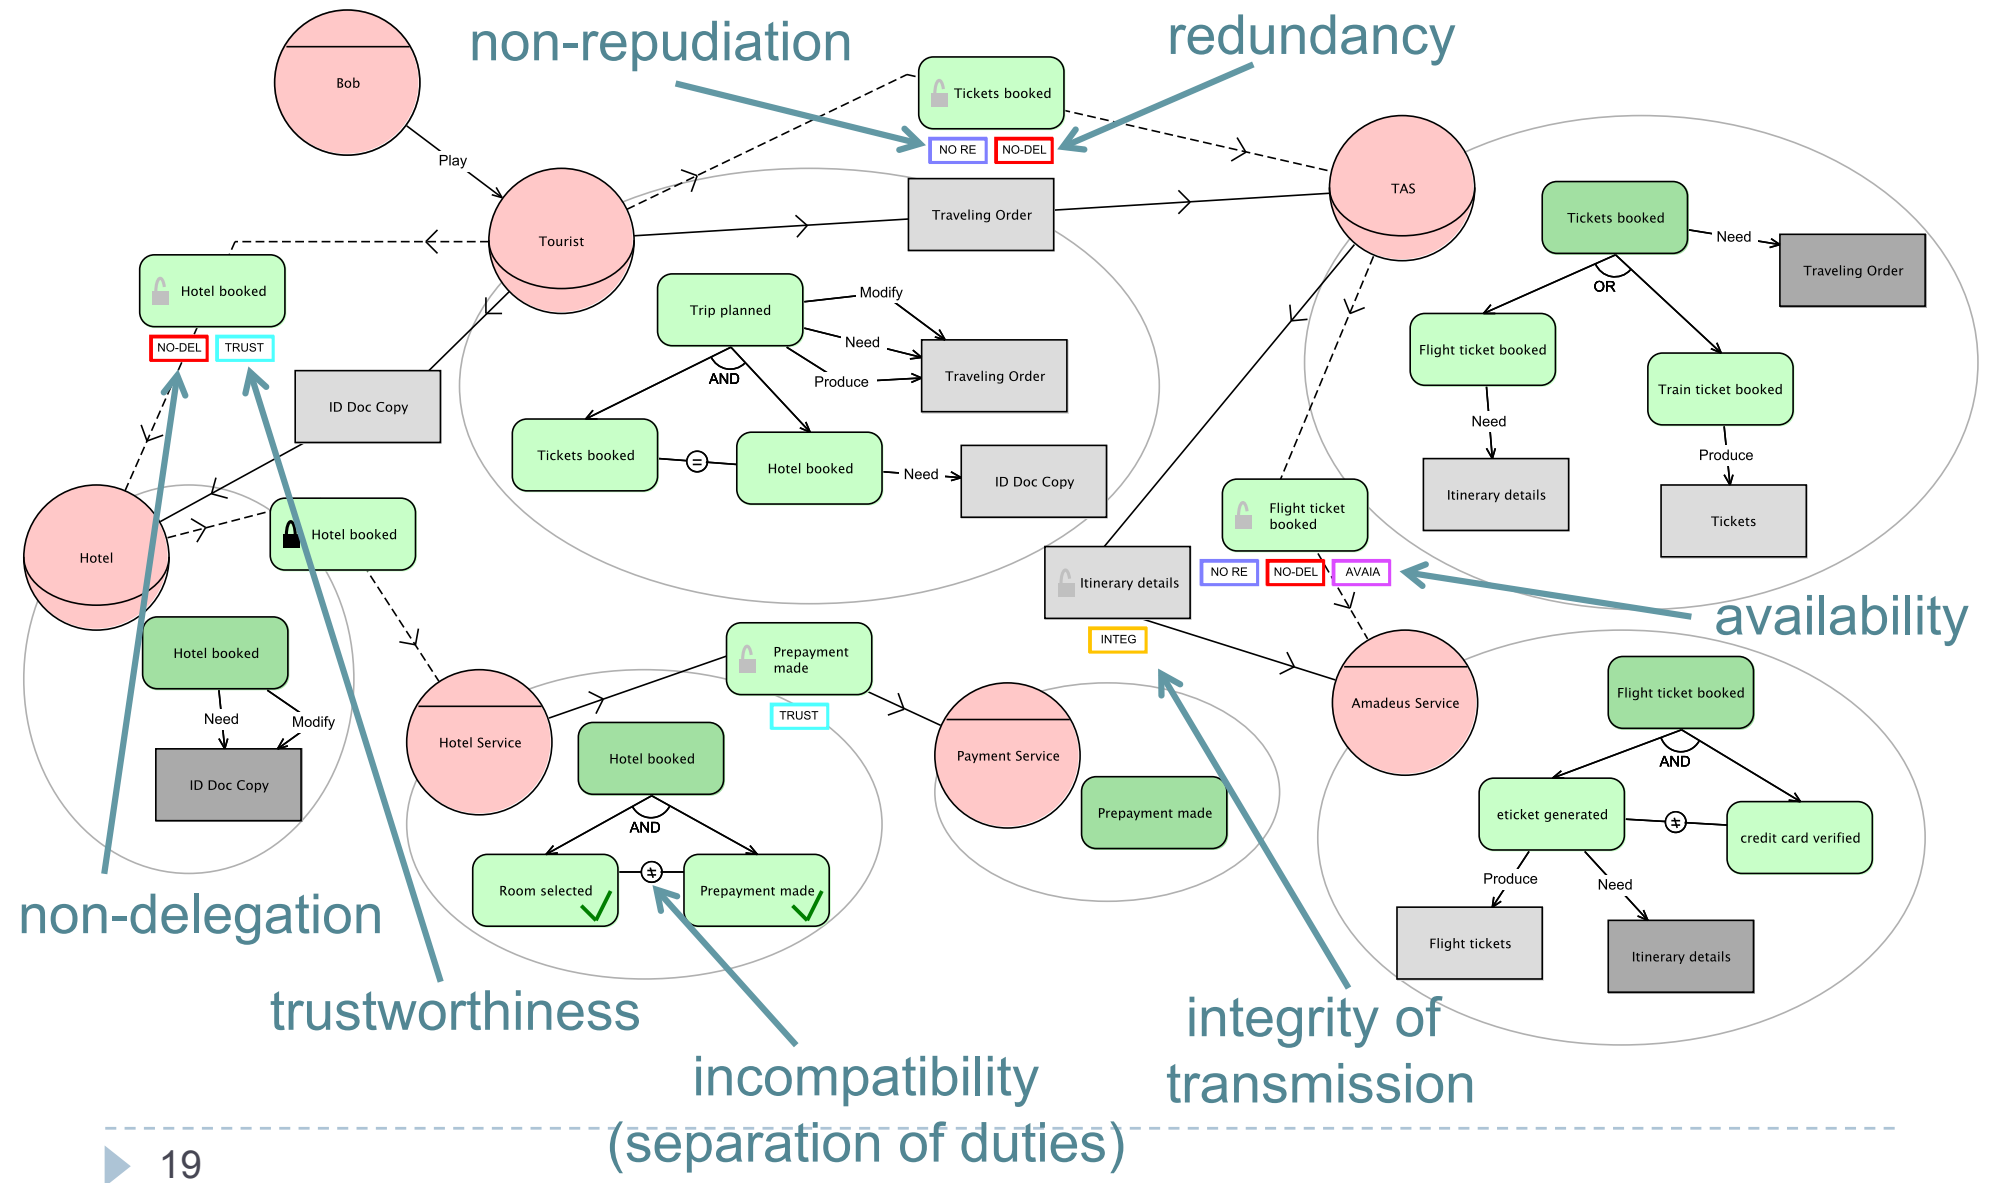 non-repudiation
redundancy
Bob
Tickets booked
NO RE
NO-DEL
Play
Tourist
Traveling Order
TAS
Tickets booked
Need
Traveling Order
OR
Hotel booked
NO-DEL
TRUST
Trip planned
Modify
Need
Produce
Traveling Order
AND
Flight ticket booked
Train ticket booked
ID Doc Copy
Tickets booked
=
Hotel booked
Need
ID Doc Copy
Need
Produce
Itinerary details
Tickets
Hotel
Hotel booked
Flight ticket
booked
NO RE
NO-DEL
AVAIA
Itinerary details
INTEG
availability
Hotel booked
Need
Modify
ID Doc Copy
Hotel Service
Prepayment
made
TRUST
Hotel booked
AND
Room selected
≠
Prepayment made
Payment Service
Prepayment made
Amadeus Service
Flight ticket booked
AND
eticket generated
≠
credit card verified
Produce
Need
Flight tickets
Itinerary details
non-delegation
trustworthiness
incompatibility
(separation of duties)
integrity of
transmission
19